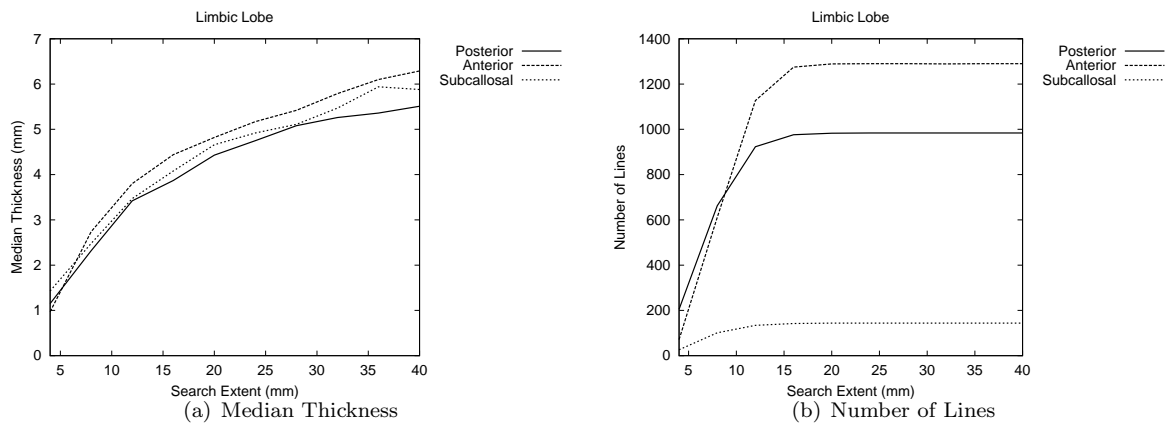 Limbic Lobe
7
6
5
4
3
2
1
0
Median Thickness (mm)
5 10 15 20 25 30 35 40
Search Extent (mm)
Posterior
Anterior
Subcallosal
(a) Median Thickness
Limbic Lobe
1400
1200
1000
800
600
400
200
0
Number of Lines
5 10 15 20 25 30 35 40
Search Extent (mm)
Posterior
Anterior
Subcallosal
(b) Number of Lines